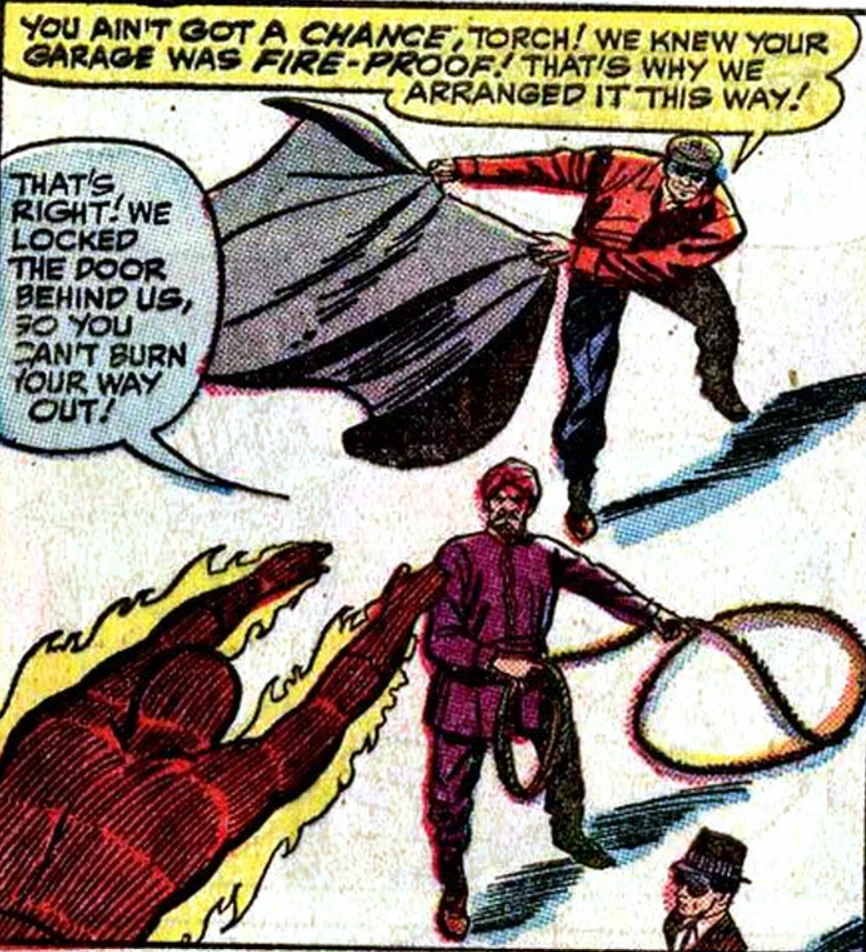 YOU AIN'T GOT A CHANCE, TORCH! WE KNEW YOUR
GARAGE WAS FIRE-PROOF! THAT'S WHY WE
ARRANGED IT THIS WAY!
THAT'S
RIGHT! WE
LOCKED
THE DOOR
BEHIND US,
SO YOU
CAN'T BURN
YOUR WAY
OUT!